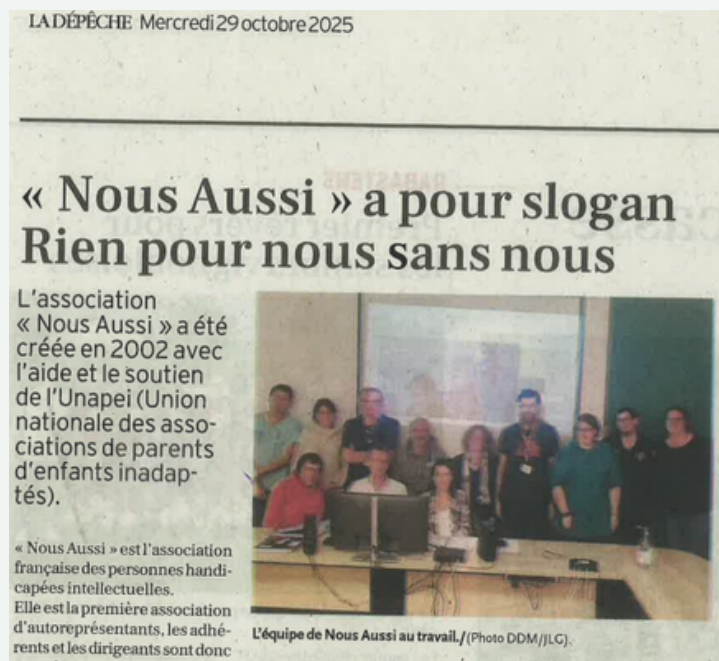 LA DÉPÊCHE Mercredi 29 octobre 2025
« Nous Aussi » a pour slogan
Rien pour nous sans nous
L'association
« Nous Aussi » a été
créée en 2002 avec
l'aide et le soutien
de l'Unapei (Union
nationale des asso-
ciations de parents
d'enfants inadap-
tés).
« Nous Aussi » est l'association
française des personnes handi-
capées intellectuelles.
Elle est la première association
d'autoreprésentants, les adhé-
rents et les dirigeants sont donc
L'équipe de Nous Aussi au travail./(Photo DDM/JLG).